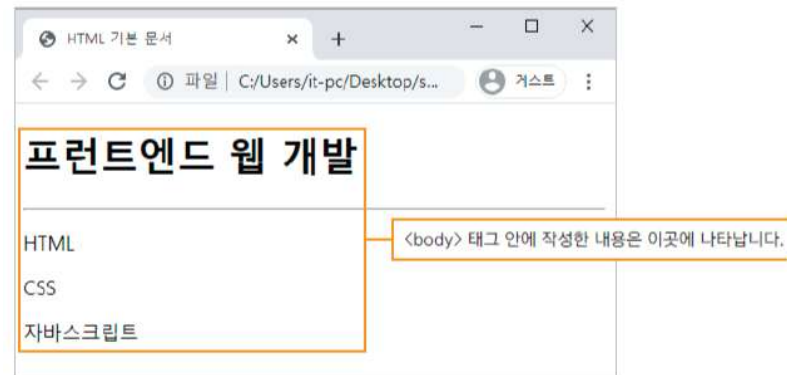 HTML 기본 문서
파일 | C:/Users/it-pc/Desktop/s...
게스트
프런트엔드 웹 개발
HTML
<body> 태그 안에 작성한 내용은 이곳에 나타납니다.
CSS
자바스크립트